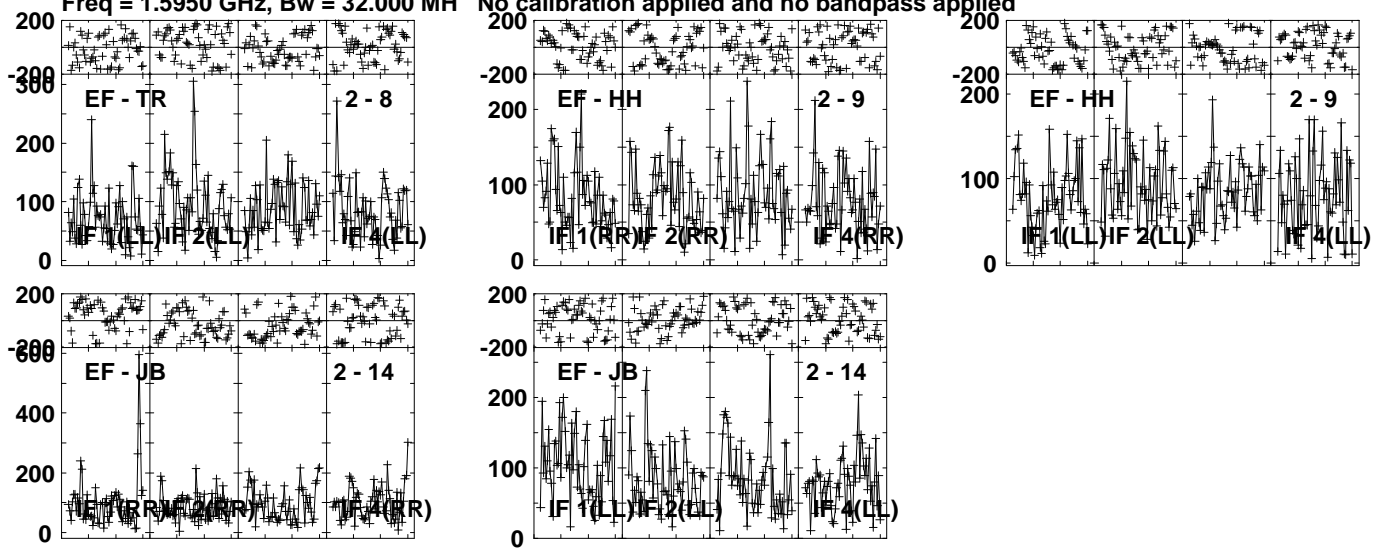 Freq = 1.5950 GHz, Bw = 32.000 MH No calibration applied and no bandpass applied
200
-200
300
200
100
0
EF - TR
2 - 8
IF 1(LL)
IF 2(LL)
IF 4(LL)
200
-200
200
100
0
EF - HH
2 - 9
IF 1(RR)
IF 2(RR)
IF 4(RR)
200
-200
200
100
0
EF - HH
2 - 9
IF 1(LL)
IF 2(LL)
IF 4(LL)
200
-200
600
400
200
0
EF - JB
2 - 14
IF 1(RR)
IF 2(RR)
IF 4(RR)
200
-200
200
100
0
EF - JB
2 - 14
IF 1(LL)
IF 2(LL)
IF 4(LL)